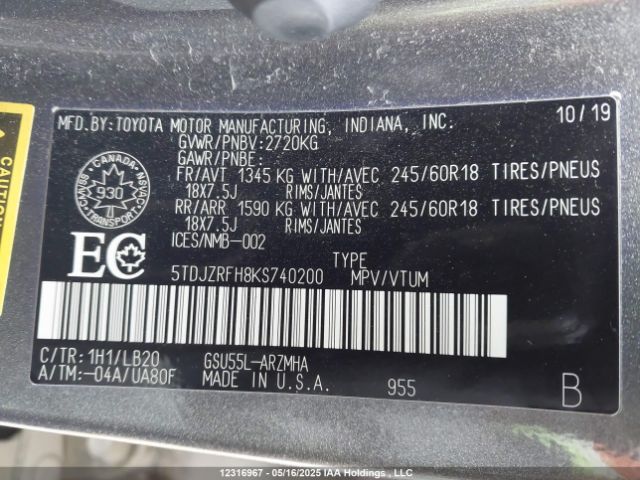 CAUTION
MFD.BY:TOYOTA MOTOR MANUFACTURING, INDIANA, INC. 10/19
GVWR/PNBV:2720KG
GAWR/PNBE:
FR/AVT 1345 KG WITH/AVEC 245/60R18 TIRES/PNEUS
18X7.5J RIMS/JANTES
RR/ARR 1590 KG WITH/AVEC 245/60R18 TIRES/PNEUS
18X7.5J RIMS/JANTES
ICES/NMB-002
CANADA
930
TRANSPORT
EC
TYPE
5TDJZRFH8KS740200 MPV/VTUM
C/TR:1H1/LB20 GSU55L-ARZMHA
A/TM:-04A/UA80F MADE IN U.S.A. 955 B
12316967 - 05/16/2025 IAA Holdings, LLC